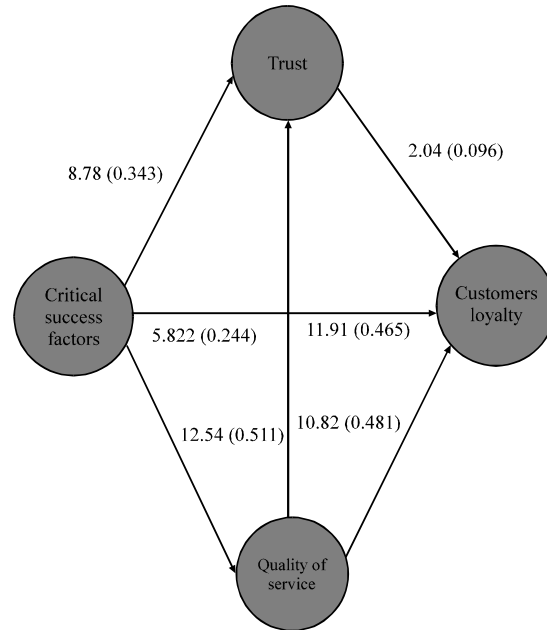 Trust
8.78 (0.343)
2.04 (0.096)
Critical
success
factors
Customers
loyalty
5.822 (0.244)
11.91 (0.465)
12.54 (0.511)
10.82 (0.481)
Quality of
service